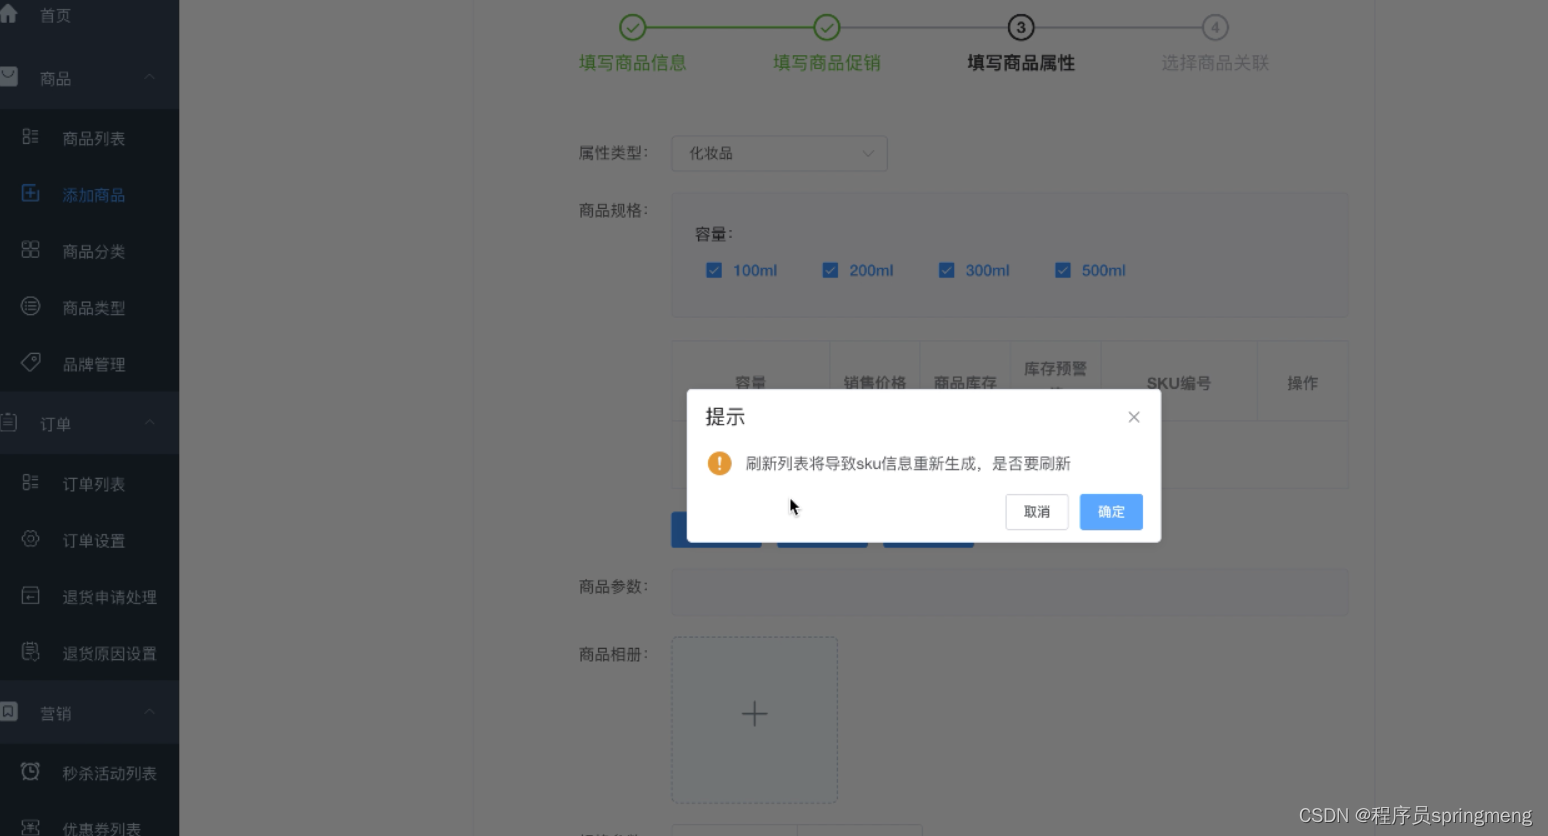 首页
商品
商品列表
添加商品
商品分类
商品类型
品牌管理
订单
订单列表
订单设置
退货申请处理
退货原因设置
营销
秒杀活动列表
优惠券列表
3
4
填写商品信息
填写商品促销
填写商品属性
选择商品关联
属性类型：
化妆品
商品规格：
容量：
100ml
200ml
300ml
500ml
容量
销售价格
商品库存
库存预警
SKU编号
操作
提示
刷新列表将导致sku信息重新生成，是否要刷新
取消
确定
商品参数：
商品相册：
CSDN @程序员springmeng